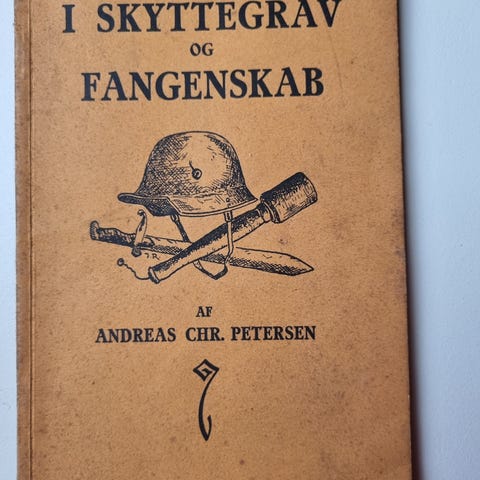 I SKYTTEGRAV
OG
FANGENSKAB
J.R
AF
ANDREAS CHR. PETERSEN